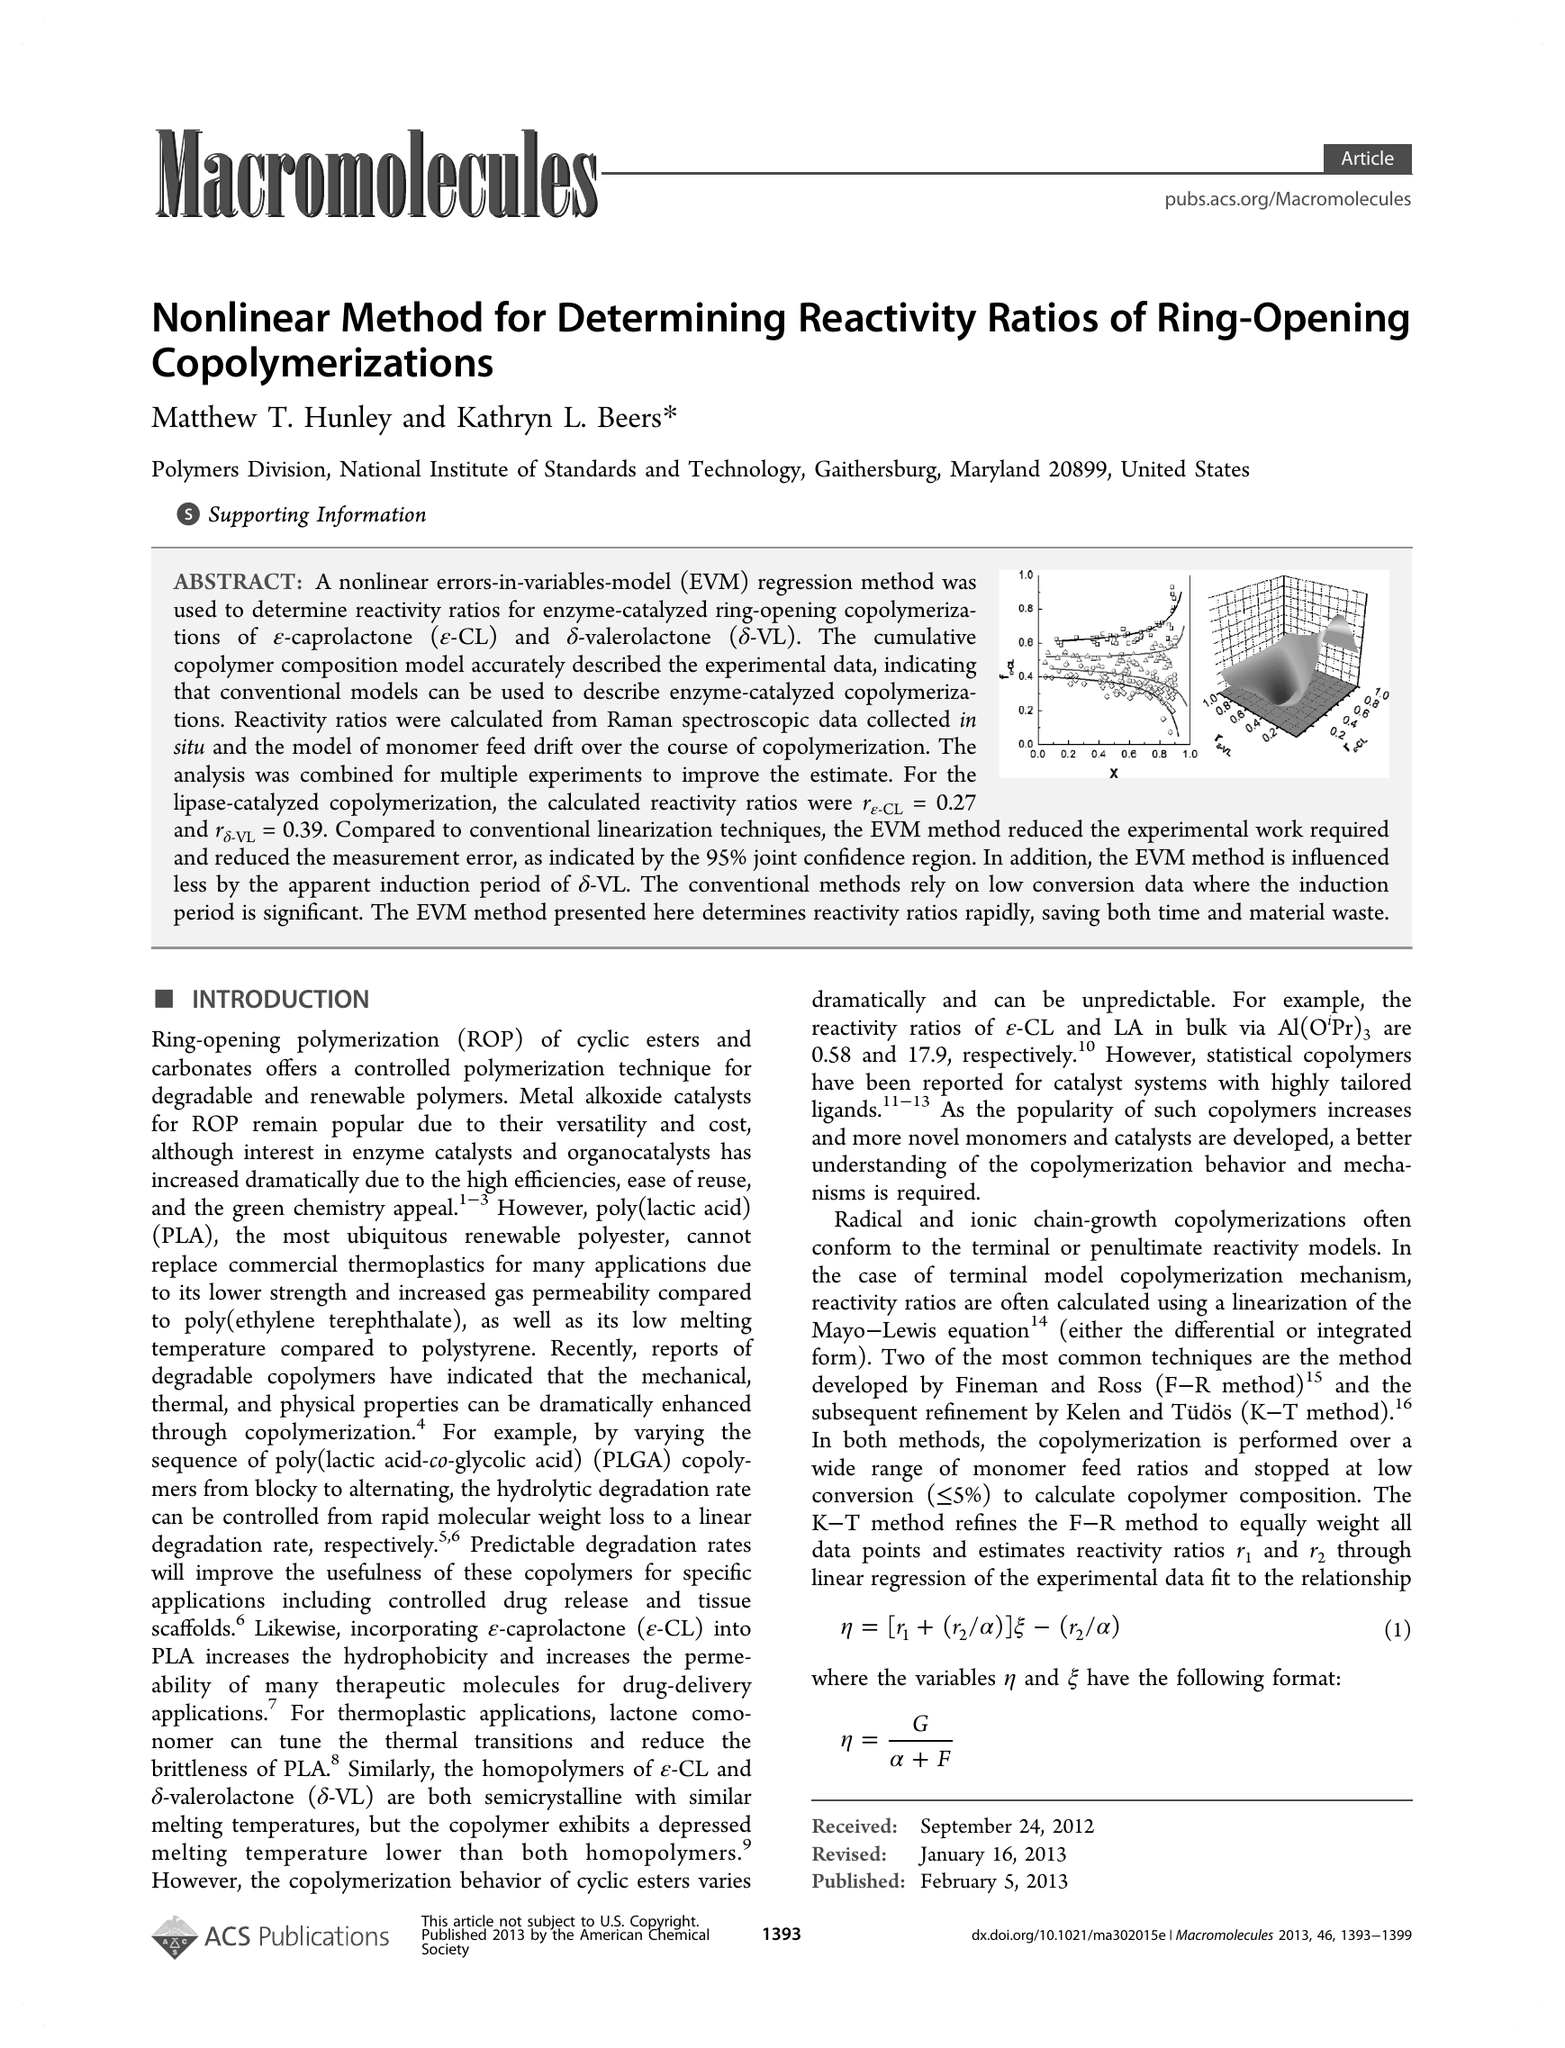 Macromolecules
Article
pubs.acs.org/Macromolecules
Nonlinear Method for Determining Reactivity Ratios of Ring-Opening
Copolymerizations
Matthew T. Hunley and Kathryn L. Beers*
Polymers Division, National Institute of Standards and Technology, Gaithersburg, Maryland 20899, United States
S Supporting Information
ABSTRACT: A nonlinear errors-in-variables-model (EVM) regression method was
used to determine reactivity ratios for enzyme-catalyzed ring-opening copolymeriza-
tions of ε-caprolactone (ε-CL) and δ-valerolactone (δ-VL). The cumulative
copolymer composition model accurately described the experimental data, indicating
that conventional models can be used to describe enzyme-catalyzed copolymeriza-
tions. Reactivity ratios were calculated from Raman spectroscopic data collected in
situ and the model of monomer feed drift over the course of copolymerization. The
analysis was combined for multiple experiments to improve the estimate. For the
lipase-catalyzed copolymerization, the calculated reactivity ratios were rε-CL = 0.27
and rδ-VL = 0.39. Compared to conventional linearization techniques, the EVM method reduced the experimental work required
and reduced the measurement error, as indicated by the 95% joint confidence region. In addition, the EVM method is influenced
less by the apparent induction period of δ-VL. The conventional methods rely on low conversion data where the induction
period is significant. The EVM method presented here determines reactivity ratios rapidly, saving both time and material waste.
1.0
0.8
0.6
0.4
0.2
0.0
0.0 0.2 0.4 0.6 0.8 1.0
X
1.0
0.8
0.6
0.4
0.2
0.2
0.4
0.6
0.8
1.0
■ INTRODUCTION
Ring-opening polymerization (ROP) of cyclic esters and
carbonates offers a controlled polymerization technique for
degradable and renewable polymers. Metal alkoxide catalysts
for ROP remain popular due to their versatility and cost,
although interest in enzyme catalysts and organocatalysts has
increased dramatically due to the high efficiencies, ease of reuse,
and the green chemistry appeal.1−3 However, poly(lactic acid)
(PLA), the most ubiquitous renewable polyester, cannot
replace commercial thermoplastics for many applications due
to its lower strength and increased gas permeability compared
to poly(ethylene terephthalate), as well as its low melting
temperature compared to polystyrene. Recently, reports of
degradable copolymers have indicated that the mechanical,
thermal, and physical properties can be dramatically enhanced
through copolymerization.4 For example, by varying the
sequence of poly(lactic acid-co-glycolic acid) (PLGA) copoly-
mers from blocky to alternating, the hydrolytic degradation rate
can be controlled from rapid molecular weight loss to a linear
degradation rate, respectively.5,6 Predictable degradation rates
will improve the usefulness of these copolymers for specific
applications including controlled drug release and tissue
scaffolds.6 Likewise, incorporating ε-caprolactone (ε-CL) into
PLA increases the hydrophobicity and increases the perme-
ability of many therapeutic molecules for drug-delivery
applications.7 For thermoplastic applications, lactone como-
nomer can tune the thermal transitions and reduce the
brittleness of PLA.8 Similarly, the homopolymers of ε-CL and
δ-valerolactone (δ-VL) are both semicrystalline with similar
melting temperatures, but the copolymer exhibits a depressed
melting temperature lower than both homopolymers.9
However, the copolymerization behavior of cyclic esters varies
dramatically and can be unpredictable. For example, the
reactivity ratios of ε-CL and LA in bulk via Al(OiPr)3 are
0.58 and 17.9, respectively.10 However, statistical copolymers
have been reported for catalyst systems with highly tailored
ligands.11−13 As the popularity of such copolymers increases
and more novel monomers and catalysts are developed, a better
understanding of the copolymerization behavior and mecha-
nisms is required.
Radical and ionic chain-growth copolymerizations often
conform to the terminal or penultimate reactivity models. In
the case of terminal model copolymerization mechanism,
reactivity ratios are often calculated using a linearization of the
Mayo−Lewis equation14 (either the differential or integrated
form). Two of the most common techniques are the method
developed by Fineman and Ross (F−R method)15 and the
subsequent refinement by Kelen and Tüdös (K−T method).16
In both methods, the copolymerization is performed over a
wide range of monomer feed ratios and stopped at low
conversion (≤5%) to calculate copolymer composition. The
K−T method refines the F−R method to equally weight all
data points and estimates reactivity ratios r1 and r2 through
linear regression of the experimental data fit to the relationship
η = [r1 + (r2/α)]ξ − (r2/α) (1)
where the variables η and ξ have the following format:
η = G / (α + F)
Received: September 24, 2012
Revised: January 16, 2013
Published: February 5, 2013
ACS Publications
This article not subject to U.S. Copyright.
Published 2013 by the American Chemical
Society
1393
dx.doi.org/10.1021/ma302015e | Macromolecules 2013, 46, 1393−1399